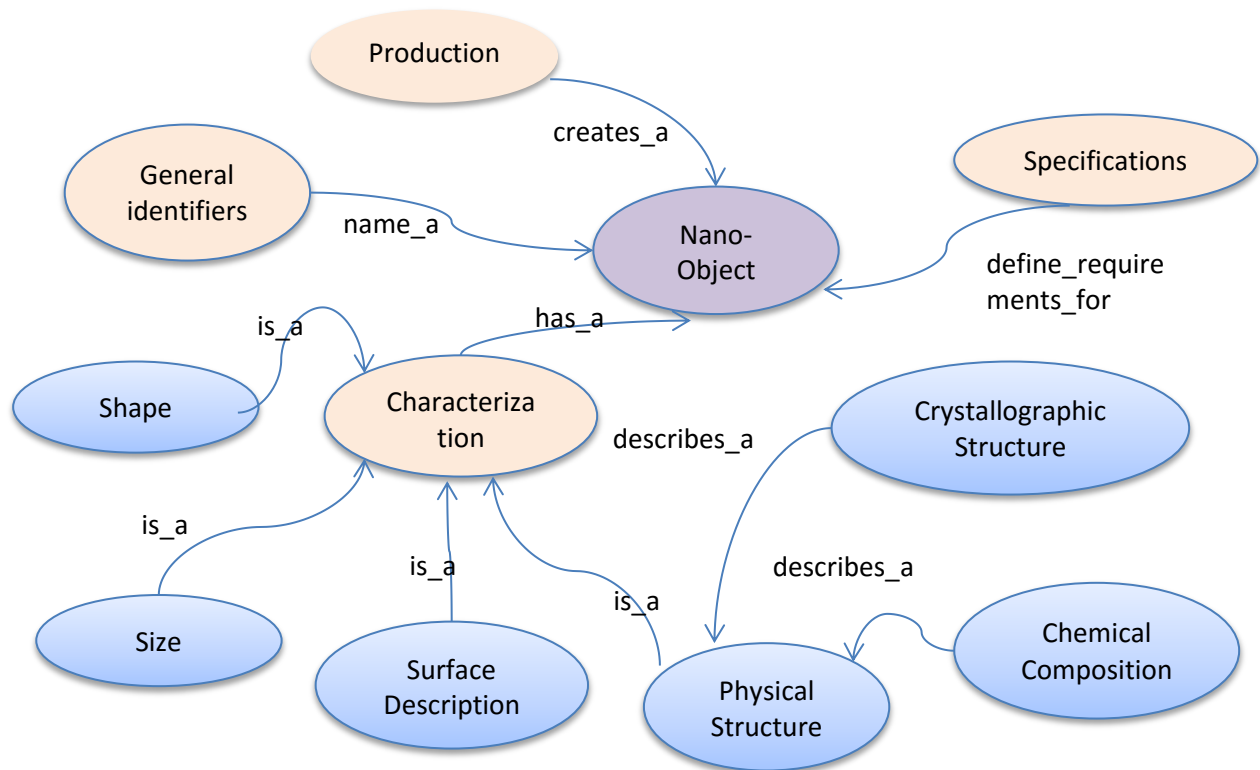 Production
creates_a
Specifications
General
identifiers
name_a
Nano-
Object
define_require
ments_for
has_a
is_a
Shape
Characteriza
tion
Crystallographic
Structure
describes_a
is_a
is_a
is_a
describes_a
Size
Surface
Description
Physical
Structure
Chemical
Composition